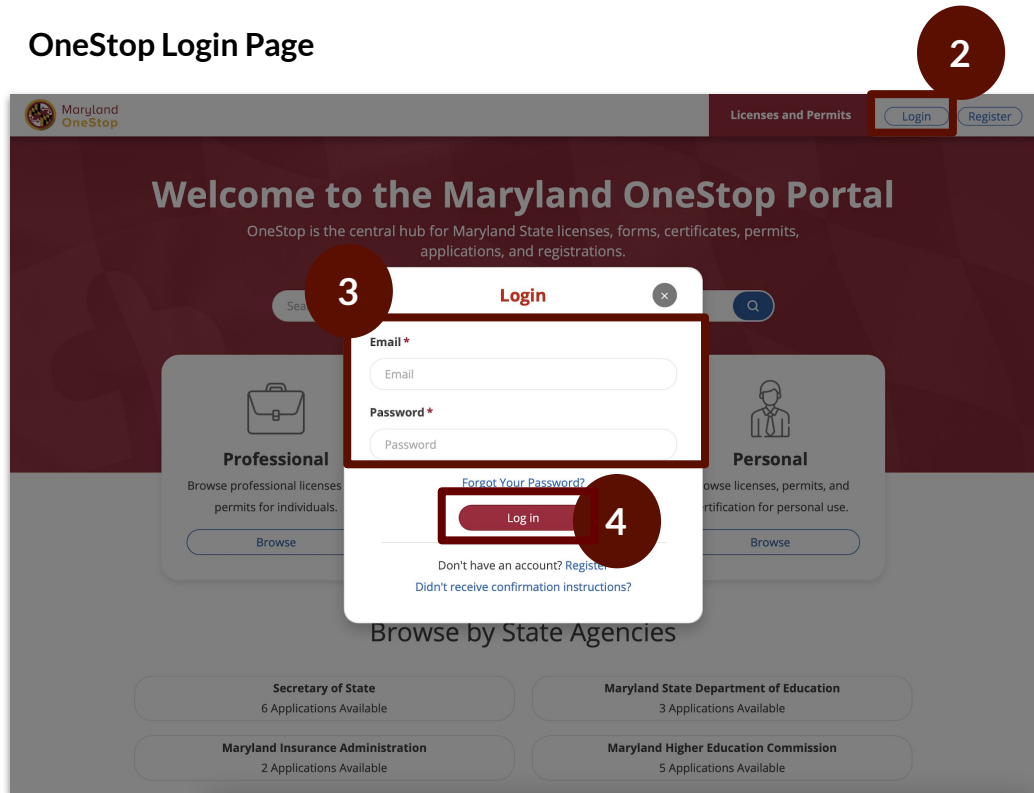 OneStop Login Page
2
Maryland
OneStop
Licenses and Permits
Login
Register
Welcome to the Maryland OneStop Portal
OneStop is the central hub for Maryland State licenses, forms, certificates, permits,
applications, and registrations.
3
Login
Email *
Email
Password *
Password
Forgot Your Password?
Log in
4
Don't have an account? Register
Didn't receive confirmation instructions?
Professional
Browse professional licenses
permits for individuals.
Browse
Personal
licenses, permits, and
for personal use.
Browse
Browse by State Agencies
Secretary of State
6 Applications Available
Maryland State Department of Education
3 Applications Available
Maryland Insurance Administration
2 Applications Available
Maryland Higher Education Commission
5 Applications Available